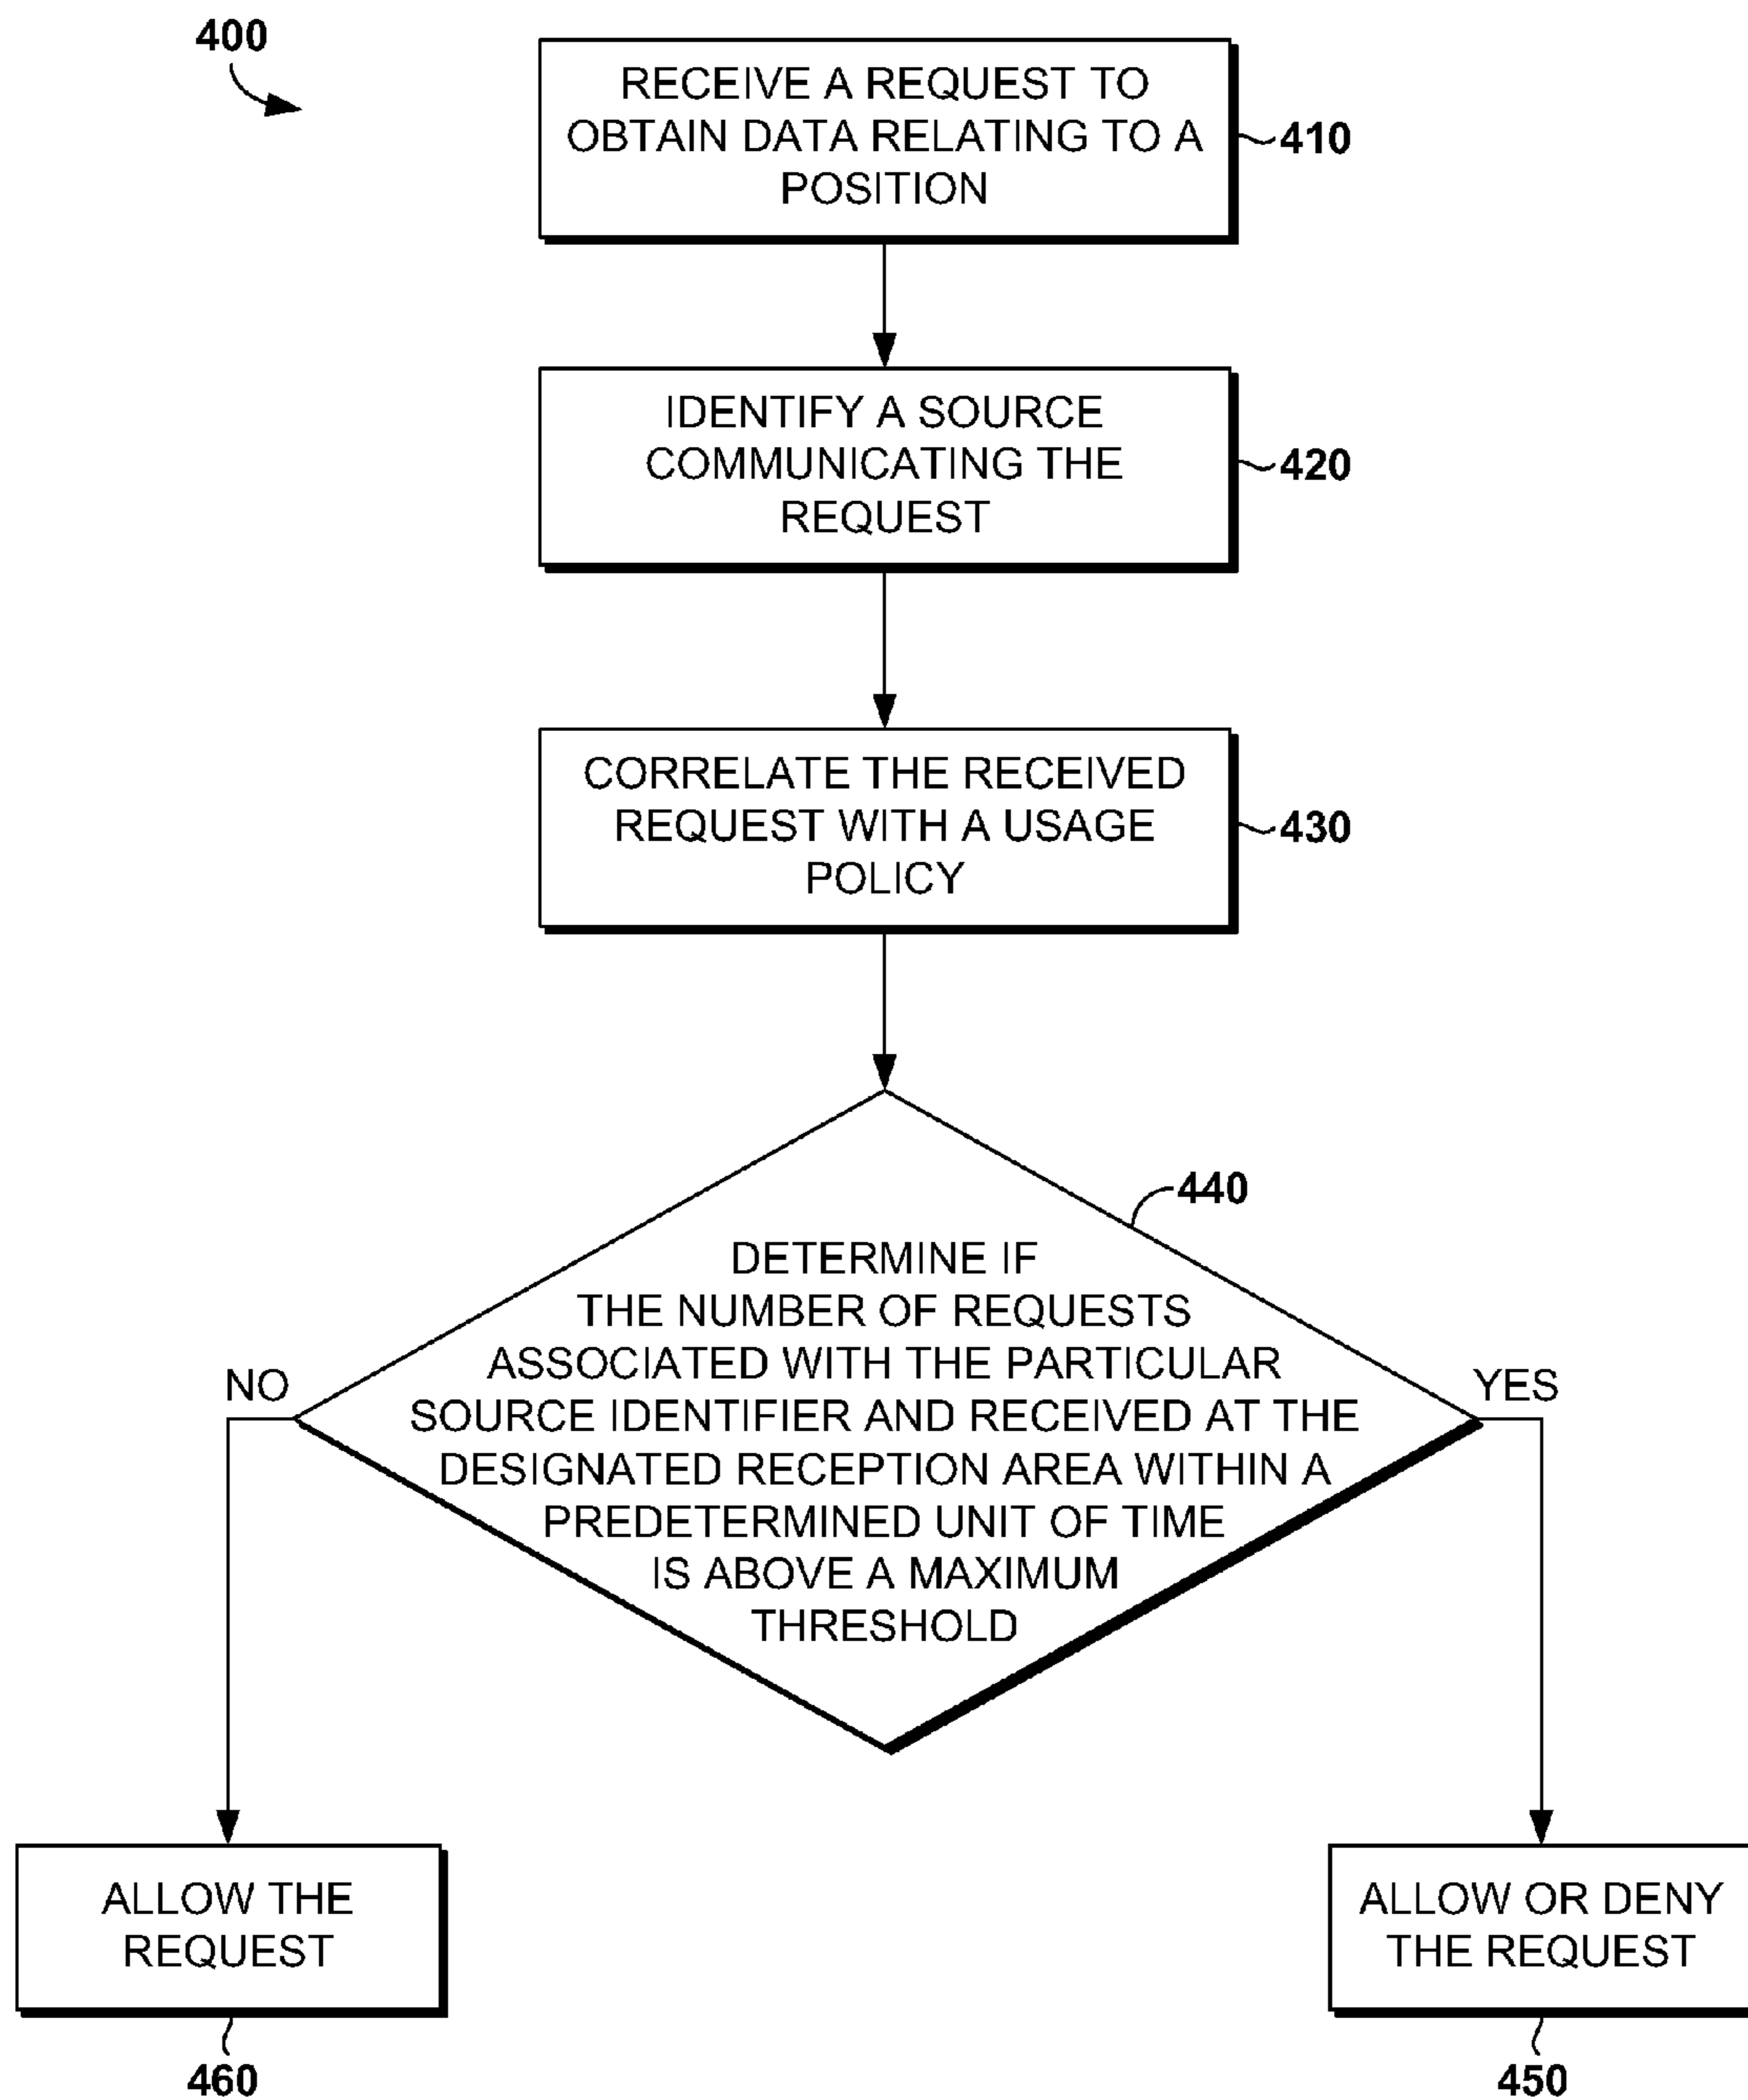 400
RECEIVE A REQUEST TO
OBTAIN DATA RELATING TO A
POSITION
410
IDENTIFY A SOURCE
COMMUNICATING THE
REQUEST
420
CORRELATE THE RECEIVED
REQUEST WITH A USAGE
POLICY
430
440
DETERMINE IF
THE NUMBER OF REQUESTS
ASSOCIATED WITH THE PARTICULAR
SOURCE IDENTIFIER AND RECEIVED AT THE
DESIGNATED RECEPTION AREA WITHIN A
PREDETERMINED UNIT OF TIME
IS ABOVE A MAXIMUM
THRESHOLD
NO
YES
ALLOW THE
REQUEST
460
ALLOW OR DENY
THE REQUEST
450